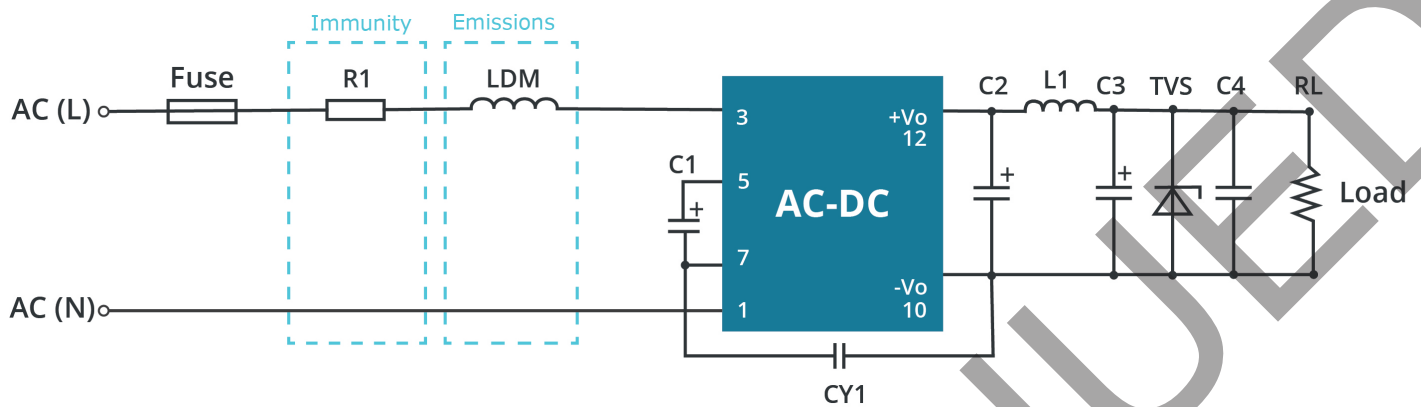 Immunity
Emissions
Fuse
R1
LDM
AC (L)
3
+Vo
12
C2
L1
C3
TVS
C4
RL
C1
+
5
AC-DC
+
+
Load
7
AC (N)
1
-Vo
10
CY1
UED